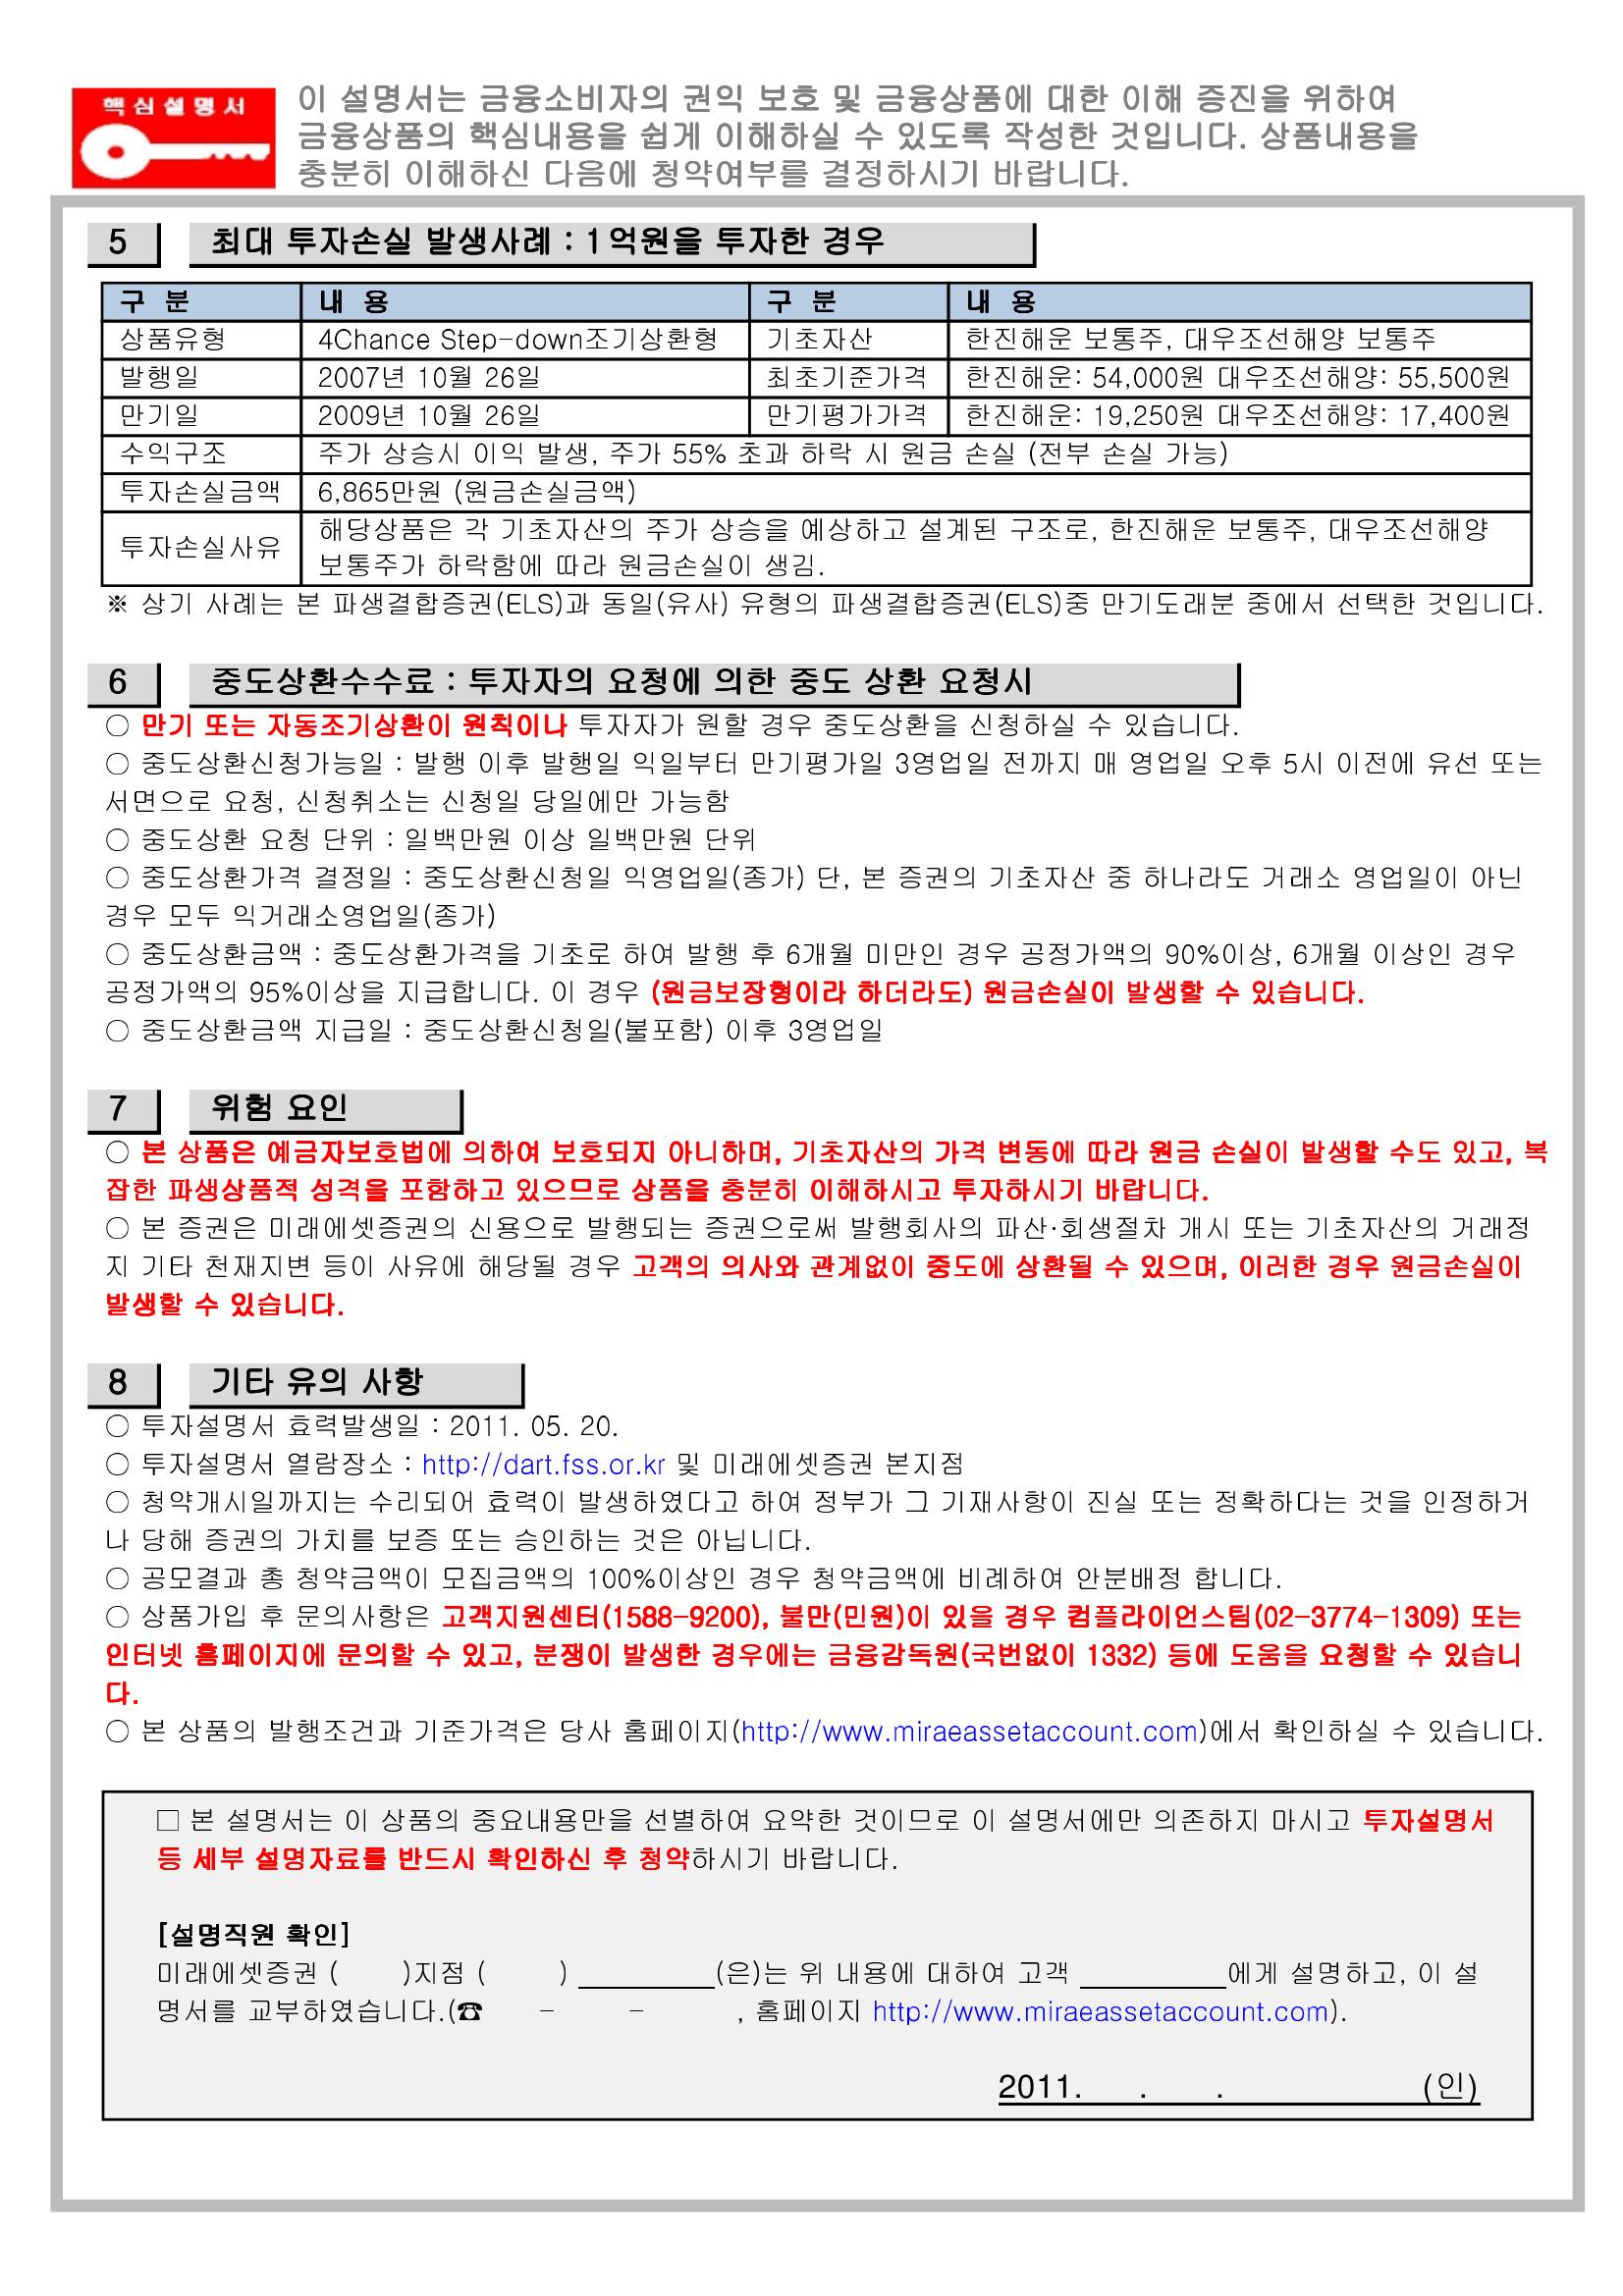 핵심설명서
이 설명서는 금융소비자의 권익 보호 및 금융상품에 대한 이해 증진을 위하여
금융상품의 핵심내용을 쉽게 이해하실 수 있도록 작성한 것입니다. 상품내용을
충분히 이해하신 다음에 청약여부를 결정하시기 바랍니다.
5 최대 투자손실 발생사례 : 1억원을 투자한 경우
구 분 내 용 구 분 내 용
상품유형 4Chance Step-down조기상환형 기초자산 한진해운 보통주, 대우조선해양 보통주
발행일 2007년 10월 26일 최초기준가격 한진해운: 54,000원 대우조선해양: 55,500원
만기일 2009년 10월 26일 만기평가가격 한진해운: 19,250원 대우조선해양: 17,400원
수익구조 주가 상승시 이익 발생, 주가 55% 초과 하락 시 원금 손실 (전부 손실 가능)
투자손실금액 6,865만원 (원금손실금액)
투자손실사유 해당상품은 각 기초자산의 주가 상승을 예상하고 설계된 구조로, 한진해운 보통주, 대우조선해양
보통주가 하락함에 따라 원금손실이 생김.
※ 상기 사례는 본 파생결합증권(ELS)과 동일(유사) 유형의 파생결합증권(ELS)중 만기도래분 중에서 선택한 것입니다.
6 중도상환수수료 : 투자자의 요청에 의한 중도 상환 요청시
○ 만기 또는 자동조기상환이 원칙이나 투자자가 원할 경우 중도상환을 신청하실 수 있습니다.
○ 중도상환신청가능일 : 발행 이후 발행일 익일부터 만기평가일 3영업일 전까지 매 영업일 오후 5시 이전에 유선 또는
서면으로 요청, 신청취소는 신청일 당일에만 가능함
○ 중도상환 요청 단위 : 일백만원 이상 일백만원 단위
○ 중도상환가격 결정일 : 중도상환신청일 익영업일(종가) 단, 본 증권의 기초자산 중 하나라도 거래소 영업일이 아닌
경우 모두 익거래소영업일(종가)
○ 중도상환금액 : 중도상환가격을 기초로 하여 발행 후 6개월 미만인 경우 공정가액의 90%이상, 6개월 이상인 경우
공정가액의 95%이상을 지급합니다. 이 경우 (원금보장형이라 하더라도) 원금손실이 발생할 수 있습니다.
○ 중도상환금액 지급일 : 중도상환신청일(불포함) 이후 3영업일
7 위험 요인
○ 본 상품은 예금자보호법에 의하여 보호되지 아니하며, 기초자산의 가격 변동에 따라 원금 손실이 발생할 수도 있고, 복
잡한 파생상품적 성격을 포함하고 있으므로 상품을 충분히 이해하시고 투자하시기 바랍니다.
○ 본 증권은 미래에셋증권의 신용으로 발행되는 증권으로써 발행회사의 파산·회생절차 개시 또는 기초자산의 거래정
지 기타 천재지변 등이 사유에 해당될 경우 고객의 의사와 관계없이 중도에 상환될 수 있으며, 이러한 경우 원금손실이
발생할 수 있습니다.
8 기타 유의 사항
○ 투자설명서 효력발생일 : 2011. 05. 20.
○ 투자설명서 열람장소 : http://dart.fss.or.kr 및 미래에셋증권 본지점
○ 청약개시일까지는 수리되어 효력이 발생하였다고 하여 정부가 그 기재사항이 진실 또는 정확하다는 것을 인정하거
나 당해 증권의 가치를 보증 또는 승인하는 것은 아닙니다.
○ 공모결과 총 청약금액이 모집금액의 100%이상인 경우 청약금액에 비례하여 안분배정 합니다.
○ 상품가입 후 문의사항은 고객지원센터(1588-9200), 불만(민원)이 있을 경우 컴플라이언스팀(02-3774-1309) 또는
인터넷 홈페이지에 문의할 수 있고, 분쟁이 발생한 경우에는 금융감독원(국번없이 1332) 등에 도움을 요청할 수 있습니
다.
○ 본 상품의 발행조건과 기준가격은 당사 홈페이지(http://www.miraeassetaccount.com)에서 확인하실 수 있습니다.
□ 본 설명서는 이 상품의 중요내용만을 선별하여 요약한 것이므로 이 설명서에만 의존하지 마시고 투자설명서
등 세부 설명자료를 반드시 확인하신 후 청약하시기 바랍니다.
[설명직원 확인]
미래에셋증권 ( )지점 ( ) ________(은)는 위 내용에 대하여 고객 ________에게 설명하고, 이 설
명서를 교부하였습니다.(☎ - - , 홈페이지 http://www.miraeassetaccount.com).
2011. . . (인)